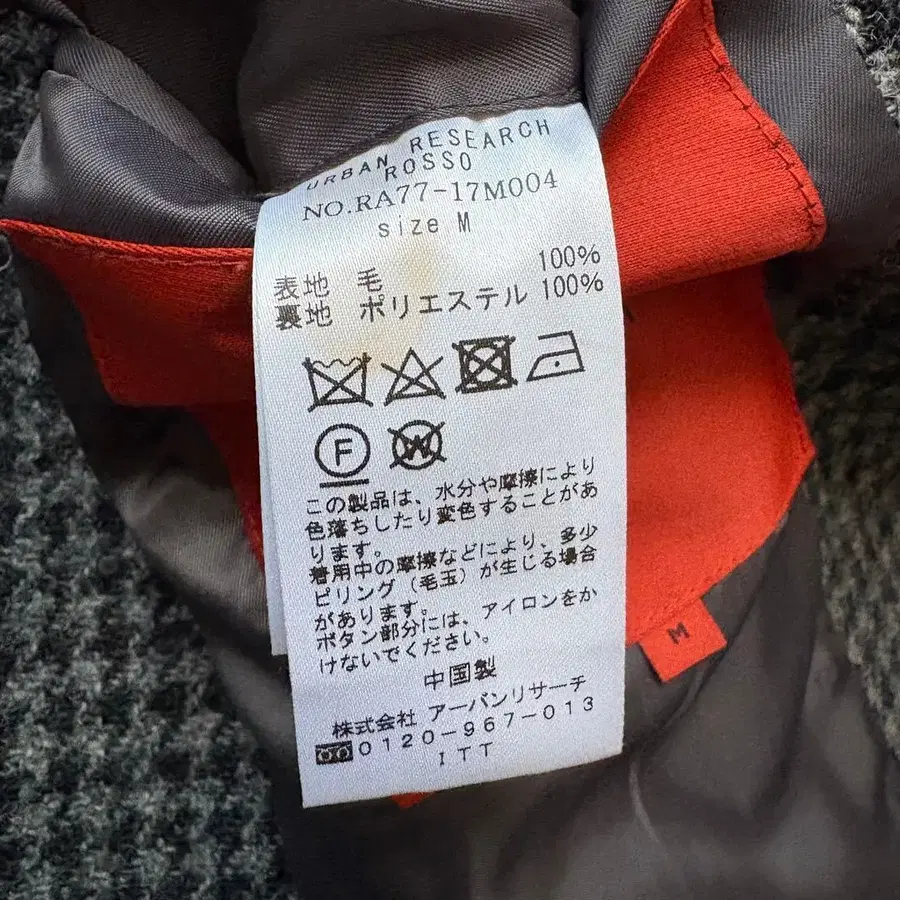 URBAN RESEARCH
ROSSO
NO.RA77-17M004
size M
表地 毛 100%
裏地 ポリエステル 100%
F W
この製品は、水分や摩擦により
色落ちしたり変色することがあ
ります。
着用中の摩擦などにより、多少
ピリング（毛玉）が生じる場合
があります。
ボタン部分には、アイロンをか
けないでください。
中国製
株式会社 アーバンリサーチ
0120-967-013
ITT
M